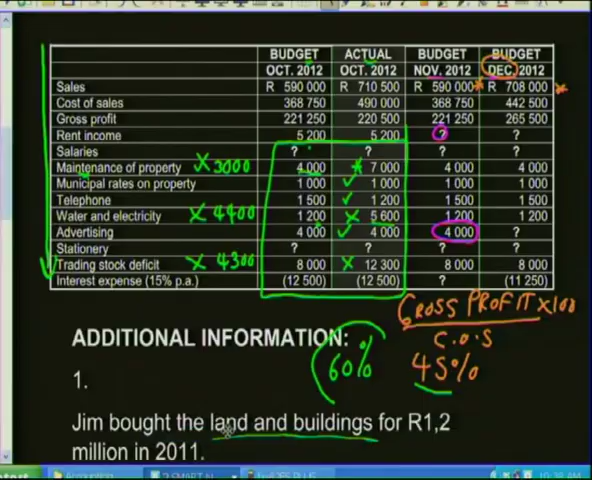 BUDGET ACTUAL BUDGET BUDGET
OCT. 2012 OCT. 2012 NOV. 2012 DEC. 2012
Sales R 590 000 R 710 500 R 590 000 R 708 000
Cost of sales 368 750 490 000 368 750 442 500
Gross profit 221 250 220 500 221 250 265 500
Rent income 5 200 5 200 ? ?
Salaries ? ? ? ?
Maintenance of property X 3000 4 000 7 000 4 000 4 000
Municipal rates on property 1 000 ✓ 1 000 1 000 1 000
Telephone 1 500 ✓ 1 200 1 500 1 500
Water and electricity X 4400 1 200 X 5 600 1 200 1 200
Advertising 4 000 ✓ 4 000 4 000 ?
Stationery ? ? ? ?
Trading stock deficit X 4300 8 000 X 12 300 8 000 8 000
Interest expense (15% p.a.) (12 500) (12 500) ? (11 250)
GROSS PROFIT X 100
C.O.S
ADDITIONAL INFORMATION:
60% 45%
1.
Jim bought the land and buildings for R1,2
million in 2011.
10:39 AM